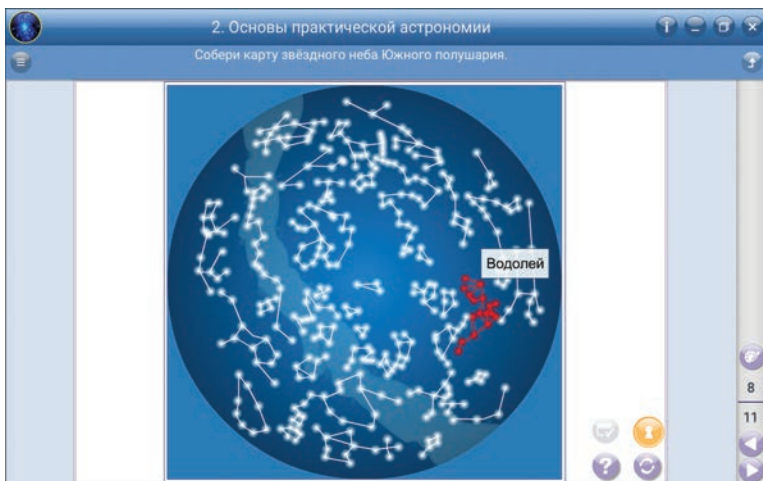 2. Основы практической астрономии
Собери карту звёздного неба Южного полушария.
Водолей
8
11